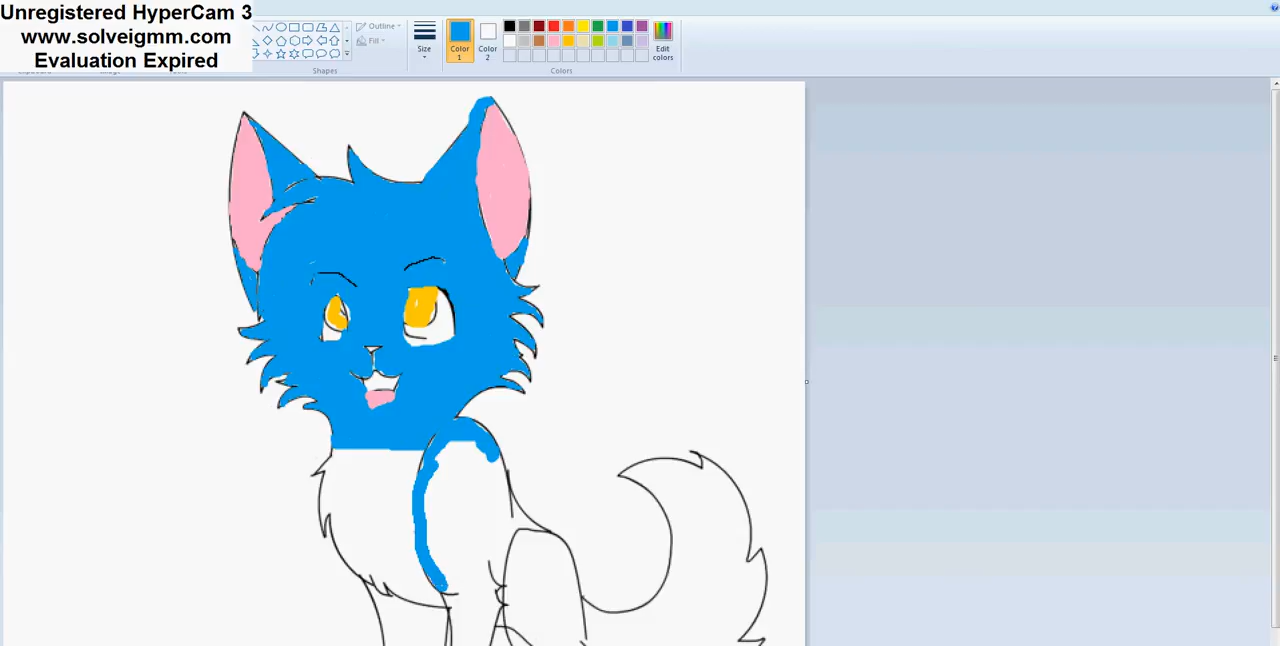 Unregistered HyperCam 3
www.solveigmm.com
Evaluation Expired
Outline
Fill
Shapes
Size
Color
1
Color
2
Edit
colors
Colors